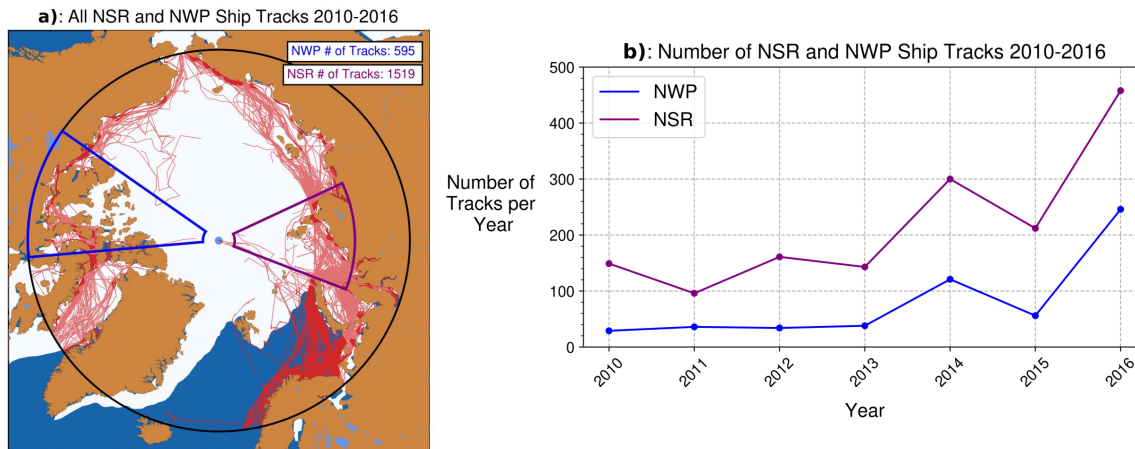 a): All NSR and NWP Ship Tracks 2010-2016
NWP # of Tracks: 595
NSR # of Tracks: 1519
b): Number of NSR and NWP Ship Tracks 2010-2016
NWP
NSR
Number of
Tracks per
Year
500
400
300
200
100
0
2010
2011
2012
2013
2014
2015
2016
Year